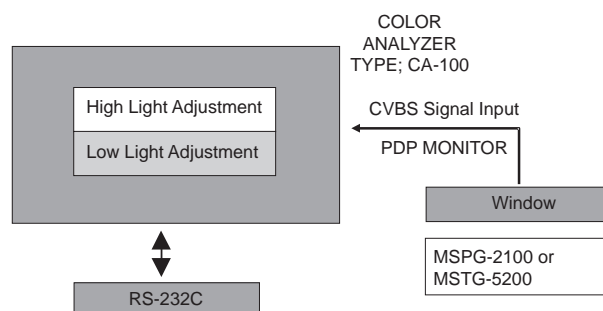 COLOR
ANALYZER
TYPE; CA-100
High Light Adjustment
Low Light Adjustment
CVBS Signal Input
PDP MONITOR
Window
MSPG-2100 or
MSTG-5200
RS-232C